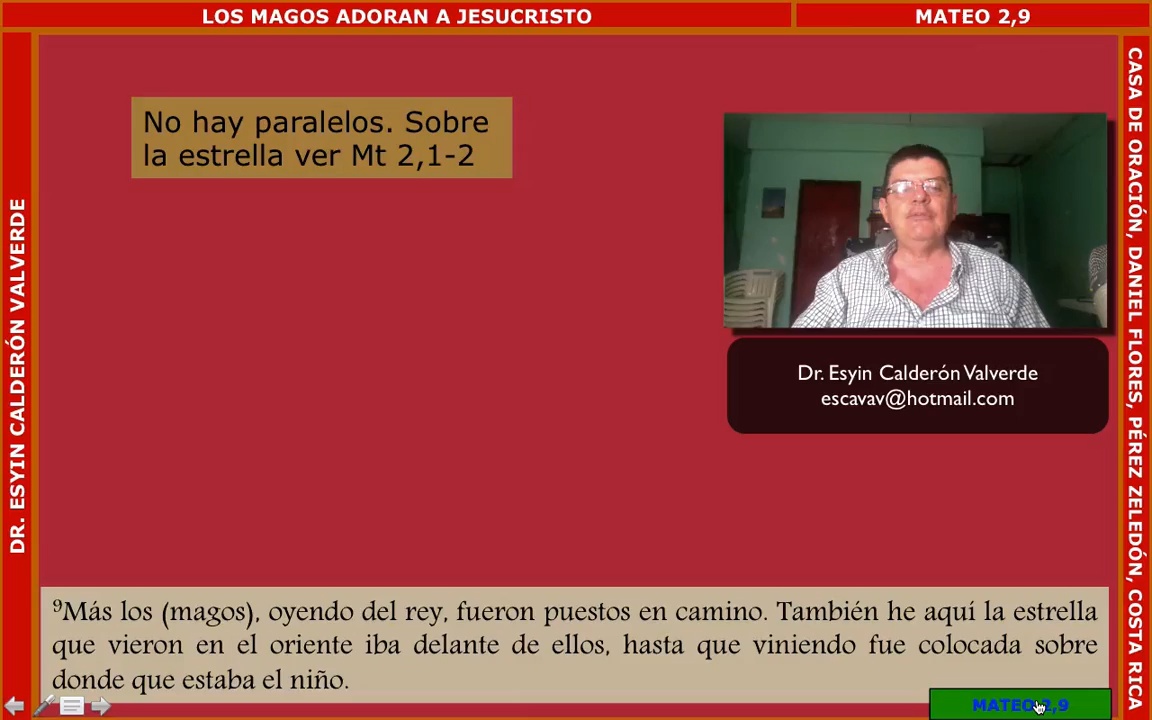 LOS MAGOS ADORAN A JESUCRISTO
MATEO 2,9
DR. ESYIN CALDERÓN VALVERDE
No hay paralelos. Sobre
la estrella ver Mt 2,1-2
Dr. Esyin Calderón Valverde
escavav@hotmail.com
CASA DE ORACIÓN, DANIEL FLORES, PÉREZ ZELEDÓN, COSTA RICA
⁹Más los (magos), oyendo del rey, fueron puestos en camino. También he aquí la estrella
que vieron en el oriente iba delante de ellos, hasta que viniendo fue colocada sobre
donde que estaba el niño.
MATEO 2,9